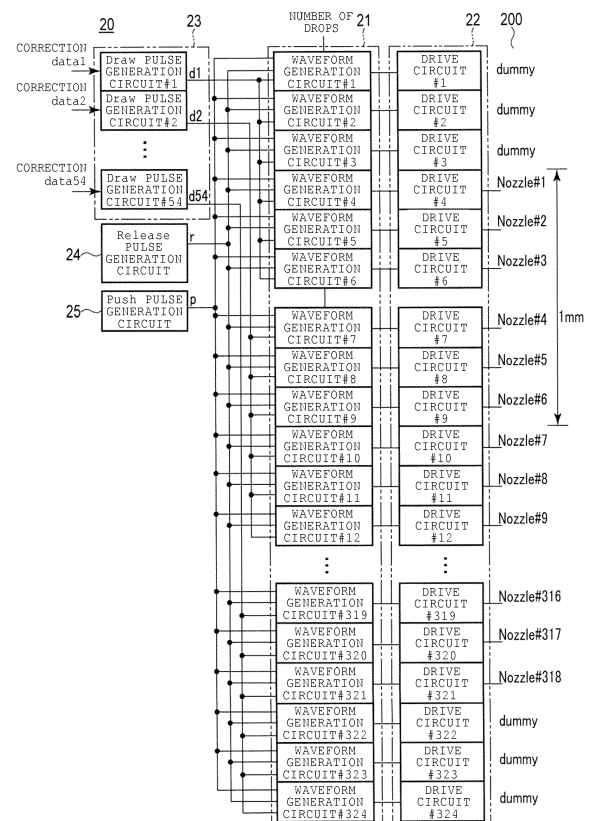 20
23
NUMBER OF
DROPS
21
22
200
CORRECTION
data1
Draw PULSE
GENERATION
CIRCUIT#1
d1
CORRECTION
data2
Draw PULSE
GENERATION
CIRCUIT#2
d2
CORRECTION
data54
Draw PULSE
GENERATION
CIRCUIT#54
d54
24
Release
PULSE
GENERATION
CIRCUIT
r
25
Push PULSE
GENERATION
CIRCUIT
p
WAVEFORM
GENERATION
CIRCUIT#1
DRIVE
CIRCUIT
#1
dummy
WAVEFORM
GENERATION
CIRCUIT#2
DRIVE
CIRCUIT
#2
dummy
WAVEFORM
GENERATION
CIRCUIT#3
DRIVE
CIRCUIT
#3
dummy
WAVEFORM
GENERATION
CIRCUIT#4
DRIVE
CIRCUIT
#4
Nozzle#1
WAVEFORM
GENERATION
CIRCUIT#5
DRIVE
CIRCUIT
#5
Nozzle#2
WAVEFORM
GENERATION
CIRCUIT#6
DRIVE
CIRCUIT
#6
Nozzle#3
WAVEFORM
GENERATION
CIRCUIT#7
DRIVE
CIRCUIT
#7
Nozzle#4
1mm
WAVEFORM
GENERATION
CIRCUIT#8
DRIVE
CIRCUIT
#8
Nozzle#5
WAVEFORM
GENERATION
CIRCUIT#9
DRIVE
CIRCUIT
#9
Nozzle#6
WAVEFORM
GENERATION
CIRCUIT#10
DRIVE
CIRCUIT
#10
Nozzle#7
WAVEFORM
GENERATION
CIRCUIT#11
DRIVE
CIRCUIT
#11
Nozzle#8
WAVEFORM
GENERATION
CIRCUIT#12
DRIVE
CIRCUIT
#12
Nozzle#9
WAVEFORM
GENERATION
CIRCUIT#319
DRIVE
CIRCUIT
#319
Nozzle#316
WAVEFORM
GENERATION
CIRCUIT#320
DRIVE
CIRCUIT
#320
Nozzle#317
WAVEFORM
GENERATION
CIRCUIT#321
DRIVE
CIRCUIT
#321
Nozzle#318
WAVEFORM
GENERATION
CIRCUIT#322
DRIVE
CIRCUIT
#322
dummy
WAVEFORM
GENERATION
CIRCUIT#323
DRIVE
CIRCUIT
#323
dummy
WAVEFORM
GENERATION
CIRCUIT#324
DRIVE
CIRCUIT
#324
dummy